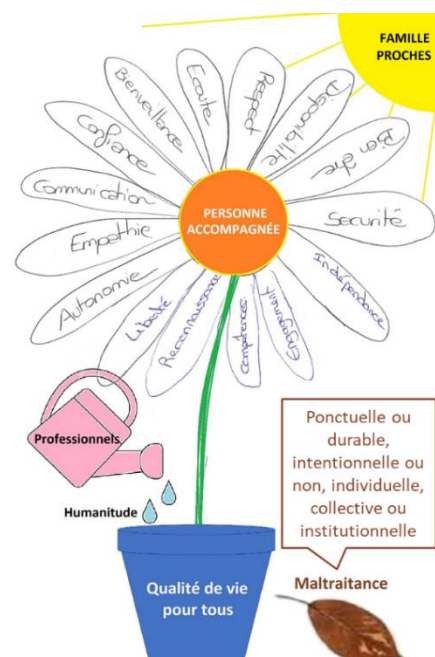 FAMILLE
PROCHES
Ecoute
Respect
Bienveillance
Disponibilité
Confiance
Bien être
Communication
PERSONNE
ACCOMPAGNÉE
Sécurité
Empathie
Autonomie
Liberté
Reconnaissance
Compétences
Engagement
Indépendance
Professionnels
Humanitude
Ponctuelle ou
durable,
intentionnelle ou
non, individuelle,
collective ou
institutionnelle
Qualité de vie
pour tous
Maltraitance